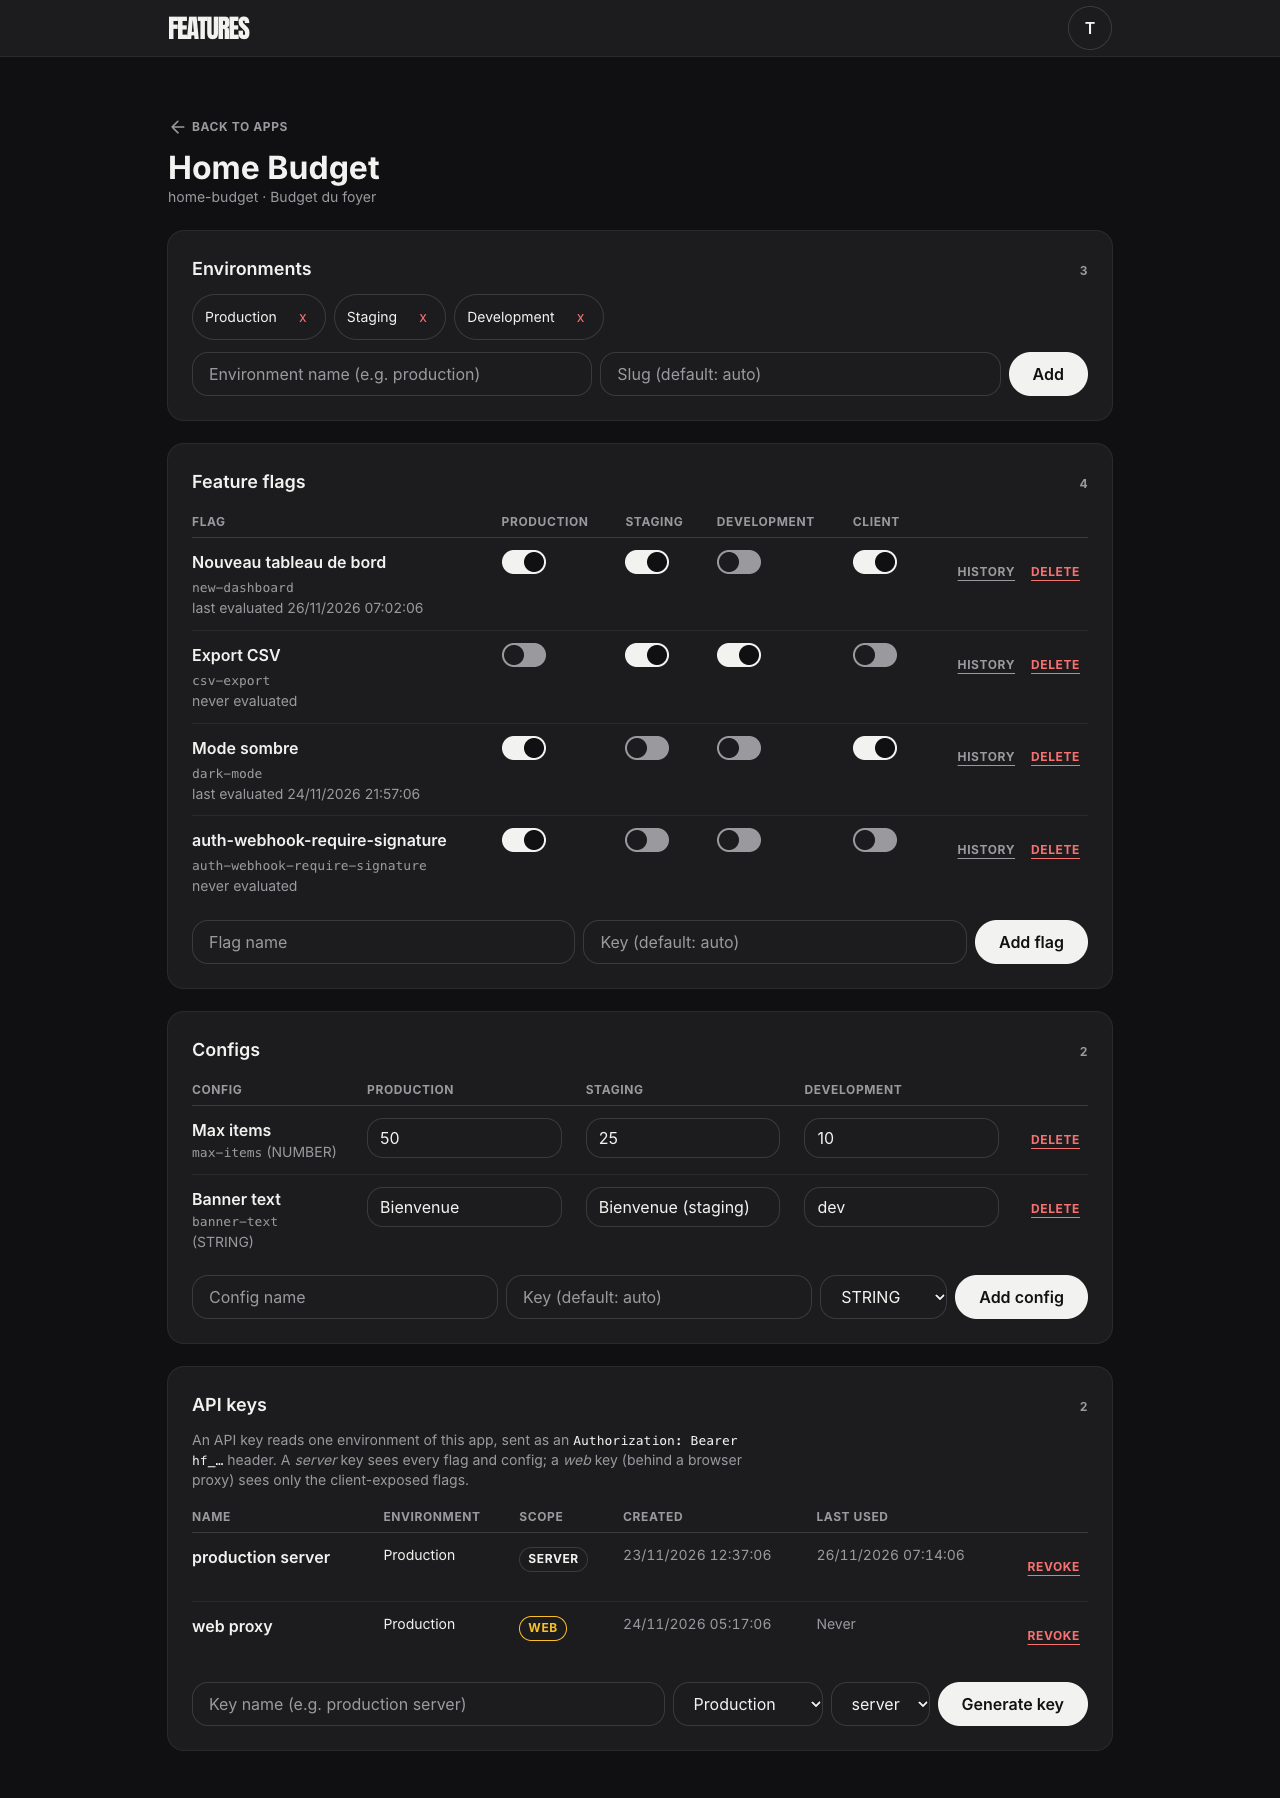 FEATURES
T
BACK TO APPS
Home Budget
home-budget · Budget du foyer
Environments 3
Production x Staging x Development x
Environment name (e.g. production) Slug (default: auto) Add
Feature flags 4
FLAG PRODUCTION STAGING DEVELOPMENT CLIENT
Nouveau tableau de bord
new-dashboard
last evaluated 26/11/2026 07:02:06
HISTORY DELETE
Export CSV
csv-export
never evaluated
HISTORY DELETE
Mode sombre
dark-mode
last evaluated 24/11/2026 21:57:06
HISTORY DELETE
auth-webhook-require-signature
auth-webhook-require-signature
never evaluated
HISTORY DELETE
Flag name Key (default: auto) Add flag
Configs 2
CONFIG PRODUCTION STAGING DEVELOPMENT
Max items
max-items (NUMBER)
50 25 10 DELETE
Banner text
banner-text
(STRING)
Bienvenue Bienvenue (staging) dev DELETE
Config name Key (default: auto) STRING Add config
API keys 2
An API key reads one environment of this app, sent as an Authorization: Bearer
hf_… header. A server key sees every flag and config; a web key (behind a browser
proxy) sees only the client-exposed flags.
NAME ENVIRONMENT SCOPE CREATED LAST USED
production server Production SERVER 23/11/2026 12:37:06 26/11/2026 07:14:06 REVOKE
web proxy Production WEB 24/11/2026 05:17:06 Never REVOKE
Key name (e.g. production server) Production server Generate key